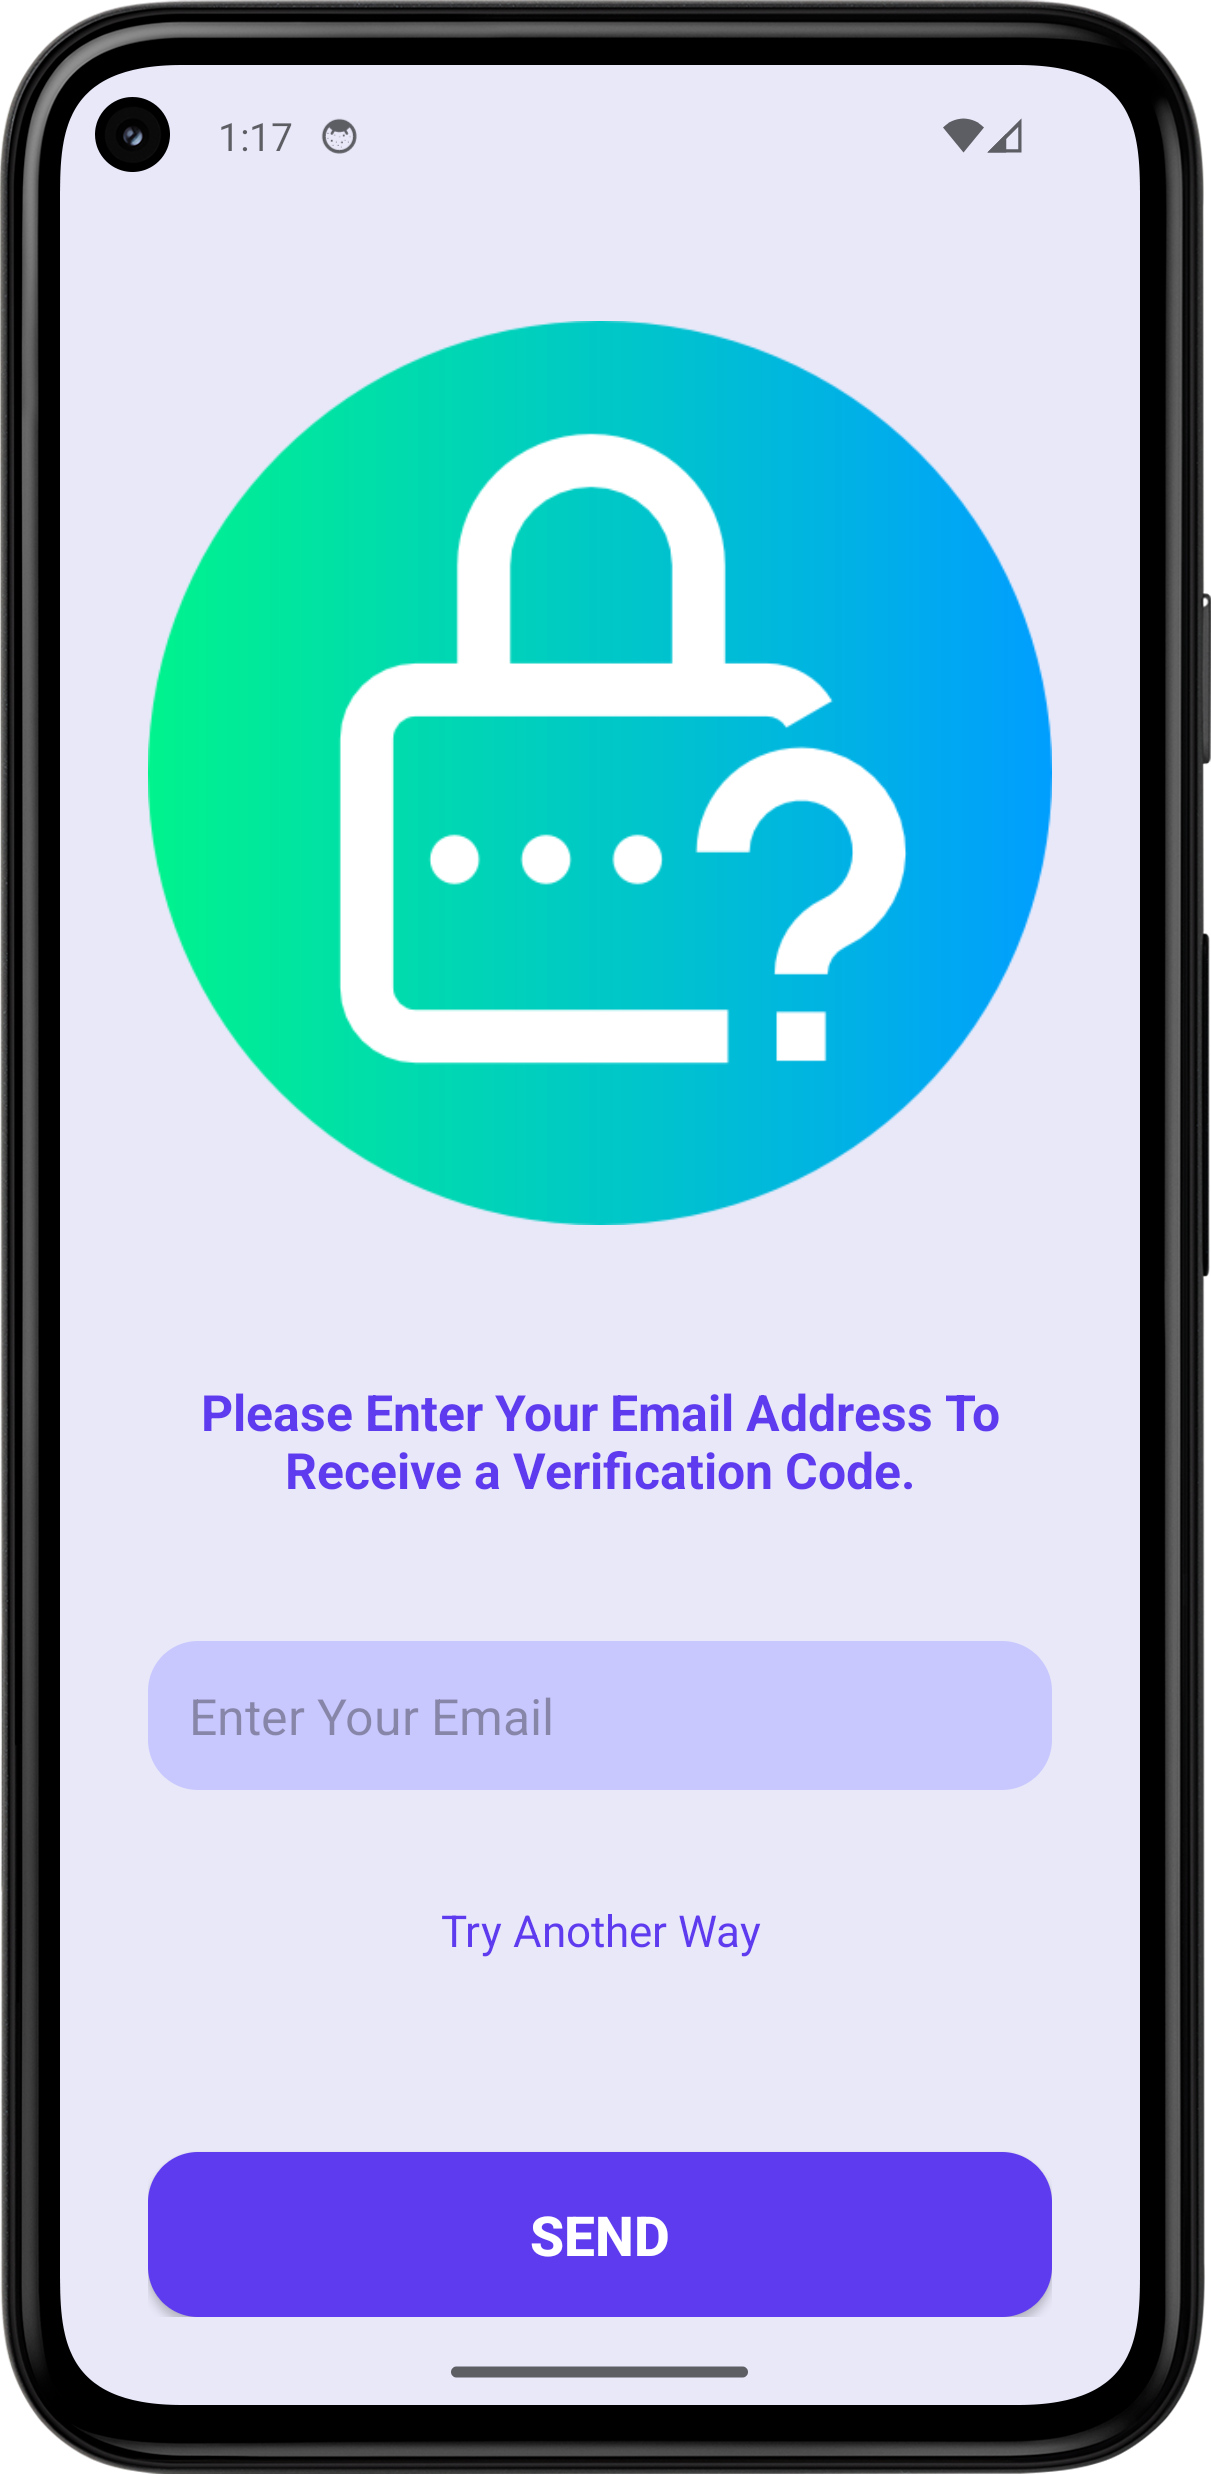 1:17
Please Enter Your Email Address To
Receive a Verification Code.
Enter Your Email
Try Another Way
SEND